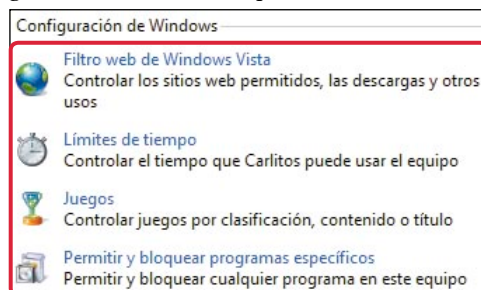 Configuración de Windows
Filtro web de Windows Vista
Controlar los sitios web permitidos, las descargas y otros
usos
Límites de tiempo
Controlar el tiempo que Carlitos puede usar el equipo
Juegos
Controlar juegos por clasificación, contenido o título
Permitir y bloquear programas específicos
Permitir y bloquear cualquier programa en este equipo